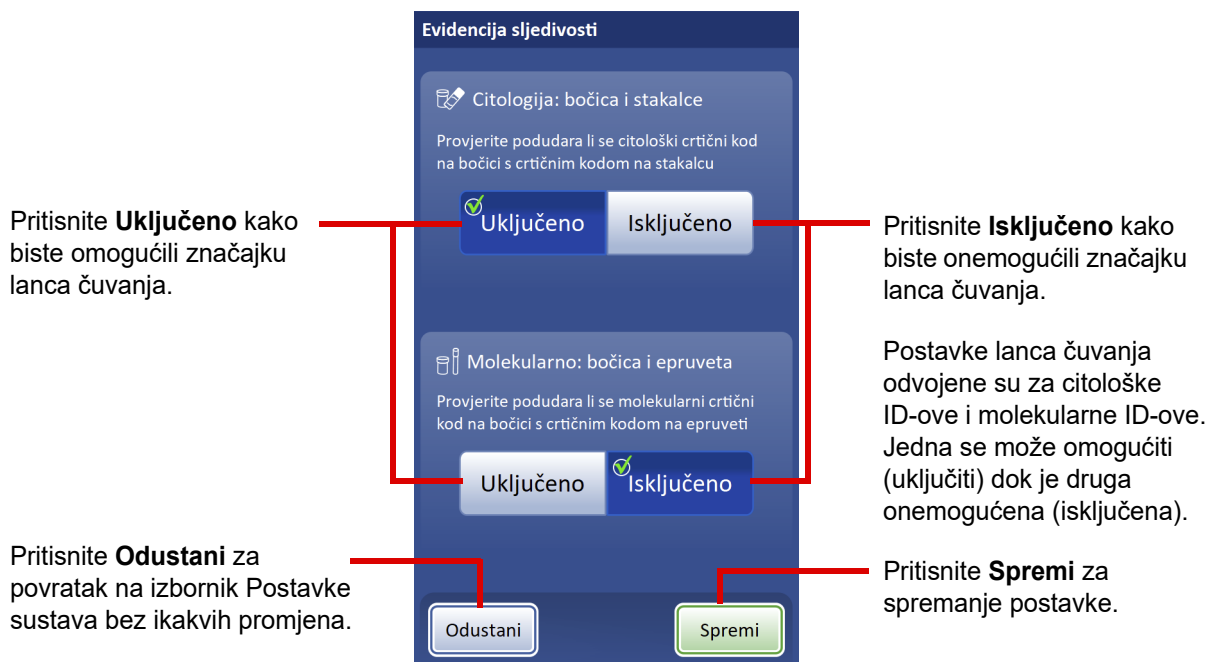 Evidencija sljedivosti
Citologija: bočica i stakalce
Provjerite podudara li se citološki crtični kod
na bočici s crtičnim kodom na stakalcu
Uključeno
Isključeno
Pritisnite Uključeno kako
biste omogućili značajku
lanca čuvanja.
Pritisnite Isključeno kako
biste onemogućili značajku
lanca čuvanja.
Postavke lanca čuvanja
odvojene su za citološke
ID-ove i molekularne ID-ove.
Jedna se može omogućiti
(uključiti) dok je druga
onemogućena (isključena).
Molekularno: bočica i epruveta
Provjerite podudara li se molekularni crtični
kod na bočici s crtičnim kodom na epruveti
Uključeno
Isključeno
Pritisnite Odustani za
povratak na izbornik Postavke
sustava bez ikakvih promjena.
Pritisnite Spremi za
spremanje postavke.
Odustani
Spremi